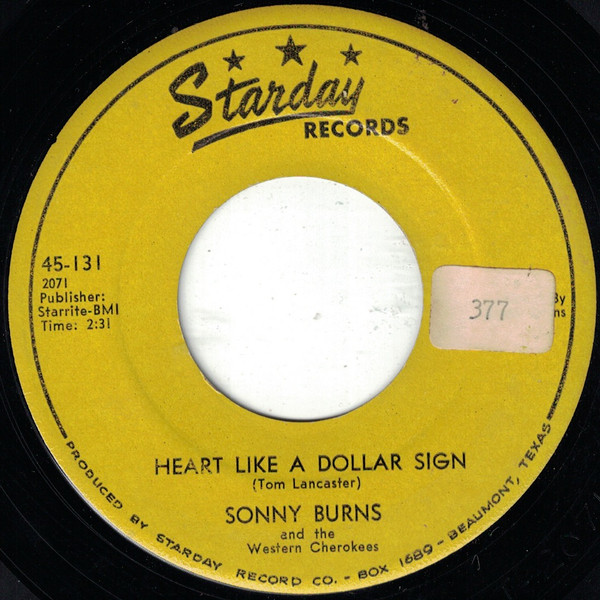 Starday
RECORDS
45-131
2071
Publisher:
Starrite-BMI
Time: 2:31
377
HEART LIKE A DOLLAR SIGN
(Tom Lancaster)
SONNY BURNS
and the
Western Cherokees
PRODUCED BY STARDAY RECORD CO. - BOX 1689 - BEAUMONT, TEXAS